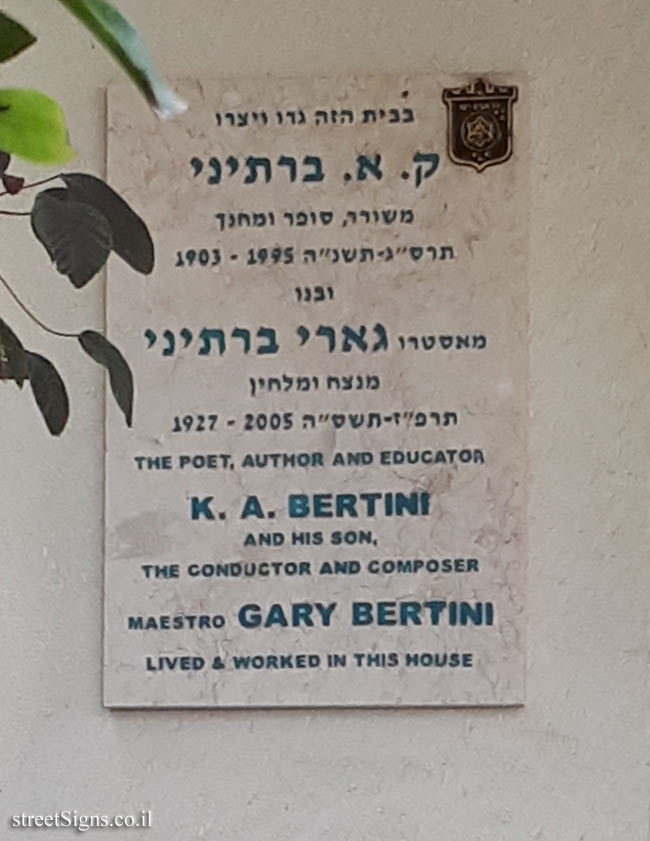 בבית הזה גרו ויצרו
ק. א. ברתיני
משורר, סופר ומחנך
תרס"ג-תשנ"ה 1995 - 1903
ובנו
מאסטרו גארי ברתיני
מנצח ומלחין
תרפ"ז-תשס"ה 2005 - 1927
THE POET, AUTHOR AND EDUCATOR
K. A. BERTINI
AND HIS SON,
THE CONDUCTOR AND COMPOSER
MAESTRO GARY BERTINI
LIVED & WORKED IN THIS HOUSE
streetSigns.co.il